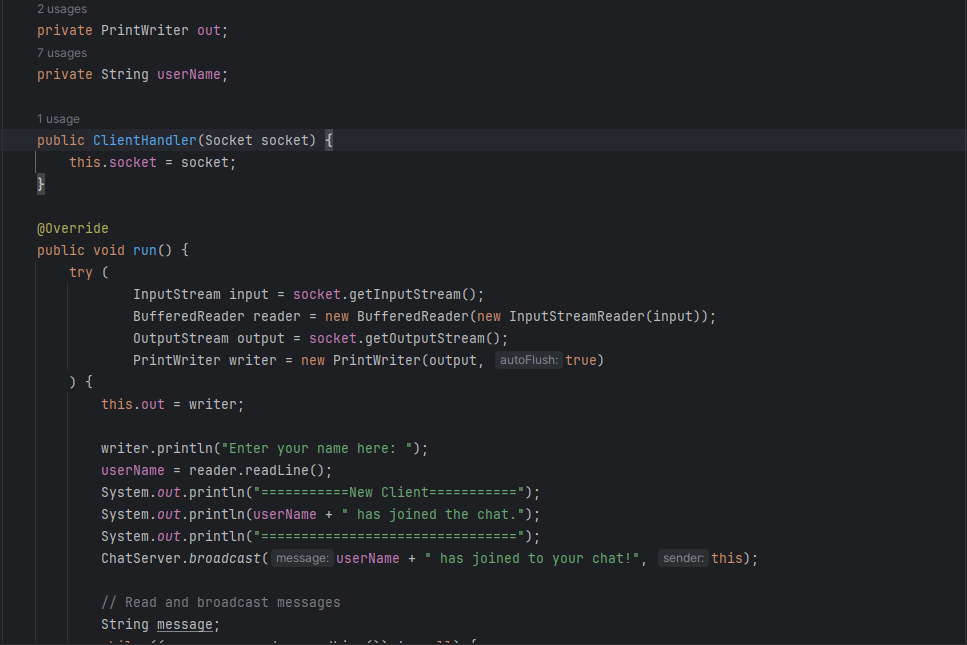 2 usages
private PrintWriter out;
7 usages
private String userName;
1 usage
public ClientHandler(Socket socket) {
this.socket = socket;
}
@Override
public void run() {
try (
InputStream input = socket.getInputStream();
BufferedReader reader = new BufferedReader(new InputStreamReader(input));
OutputStream output = socket.getOutputStream();
PrintWriter writer = new PrintWriter(output, autoFlush: true)
) {
this.out = writer;
writer.println("Enter your name here: ");
userName = reader.readLine();
System.out.println("===========New Client===========");
System.out.println(userName + " has joined the chat.");
System.out.println("================================");
ChatServer.broadcast( message: userName + " has joined to your chat!", sender: this);
// Read and broadcast messages
String message;